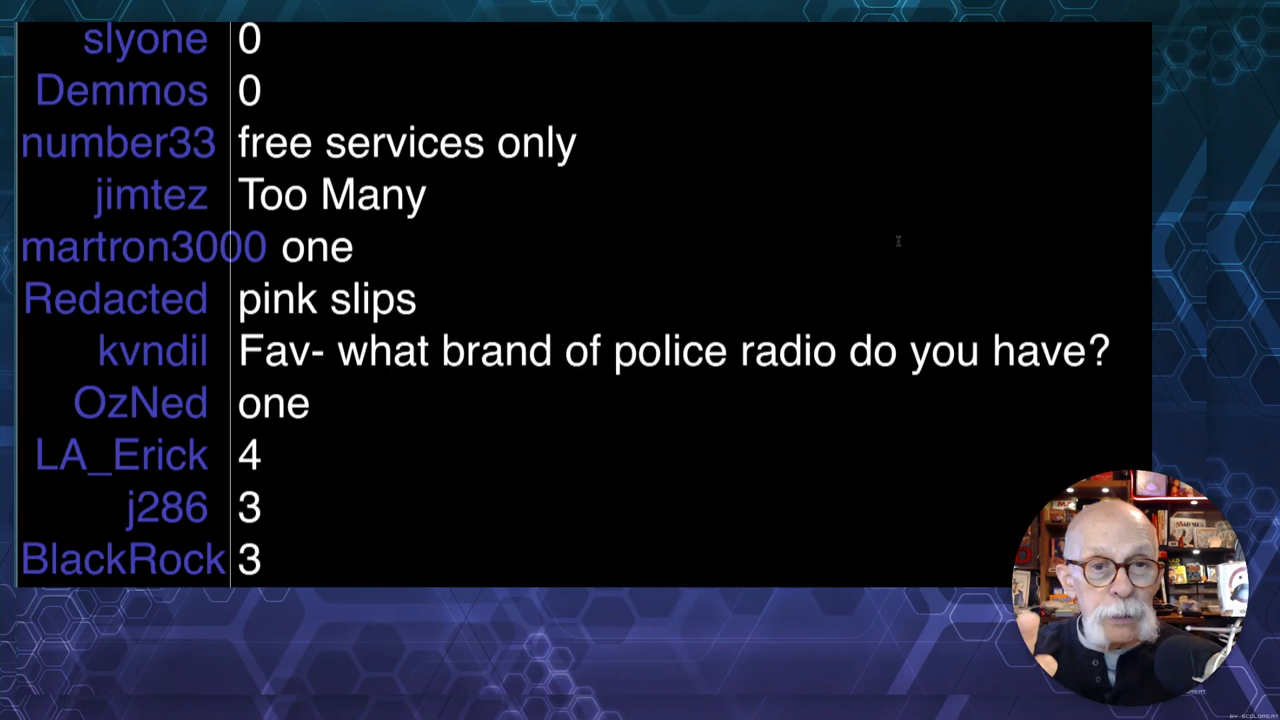 slyone 0
Demmos 0
number33 free services only
jimtez Too Many
martron3000 one
Redacted pink slips
kvndil Fav- what brand of police radio do you have?
OzNed one
LA_Erick 4
j286 3
BlackRock 3